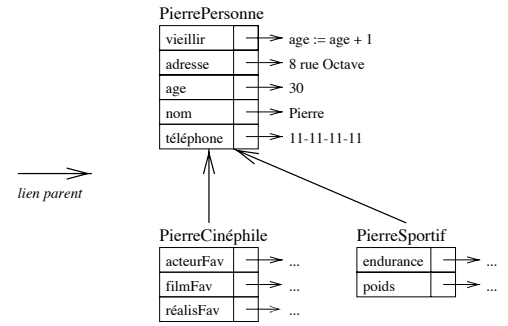 PierrePersonne
vieillir age := age + 1
adresse 8 rue Octave
age 30
nom Pierre
téléphone 11-11-11-11
lien parent
PierreCinéphile
acteurFav ...
filmFav ...
réalisFav ...
PierreSportif
endurance ...
poids ...